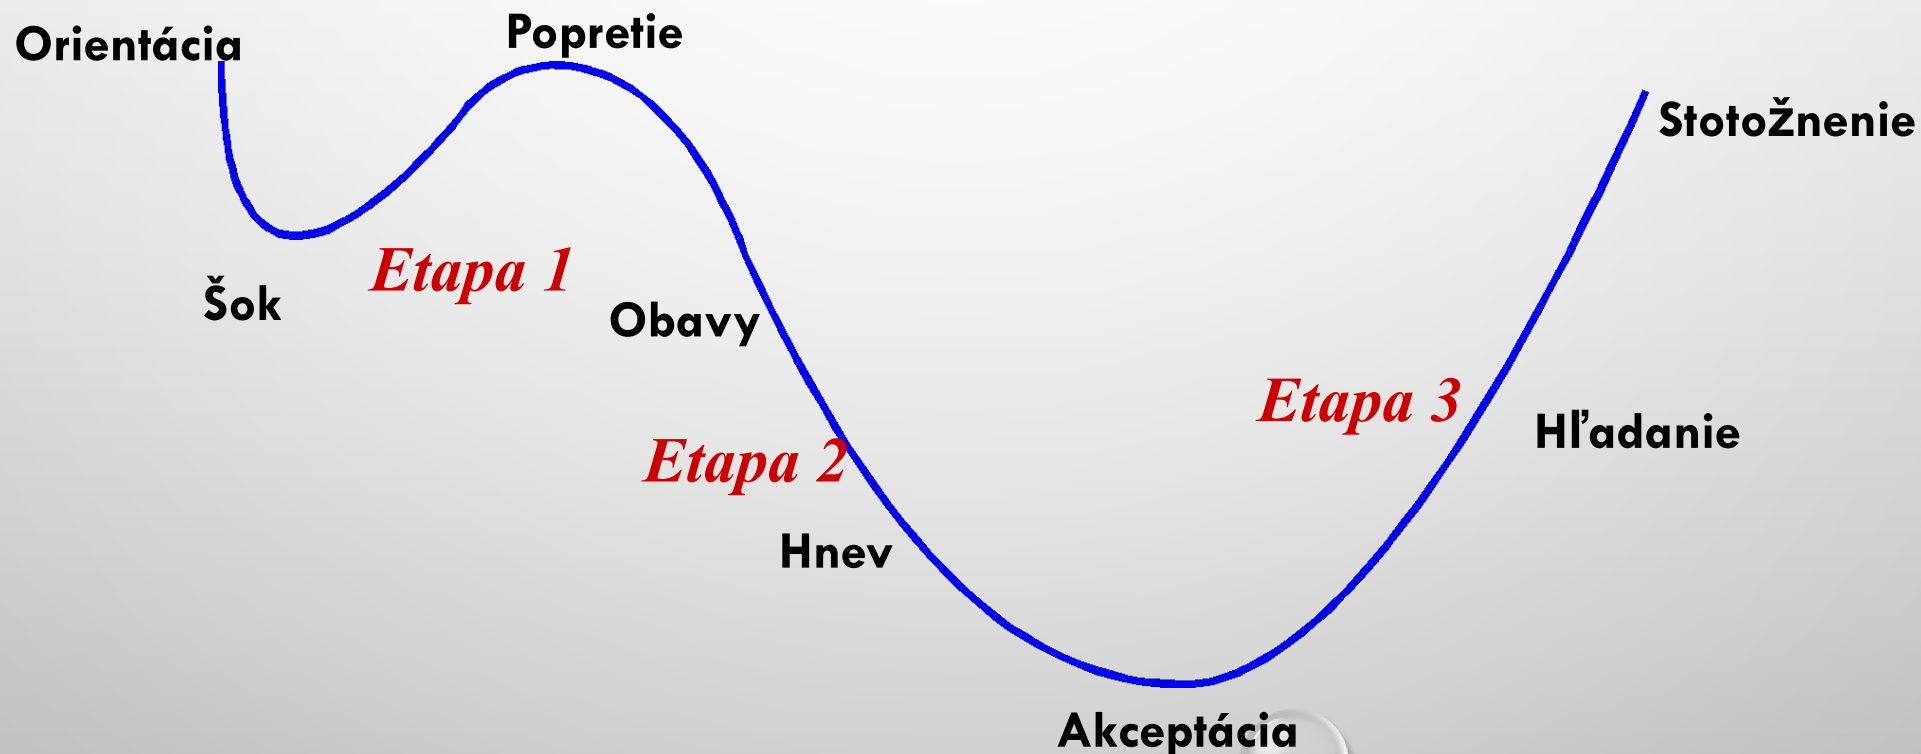 Orientácia
Popretie
Stotožnenie
Etapa 1
Šok
Obavy
Etapa 3
Hľadanie
Etapa 2
Hnev
Akceptácia